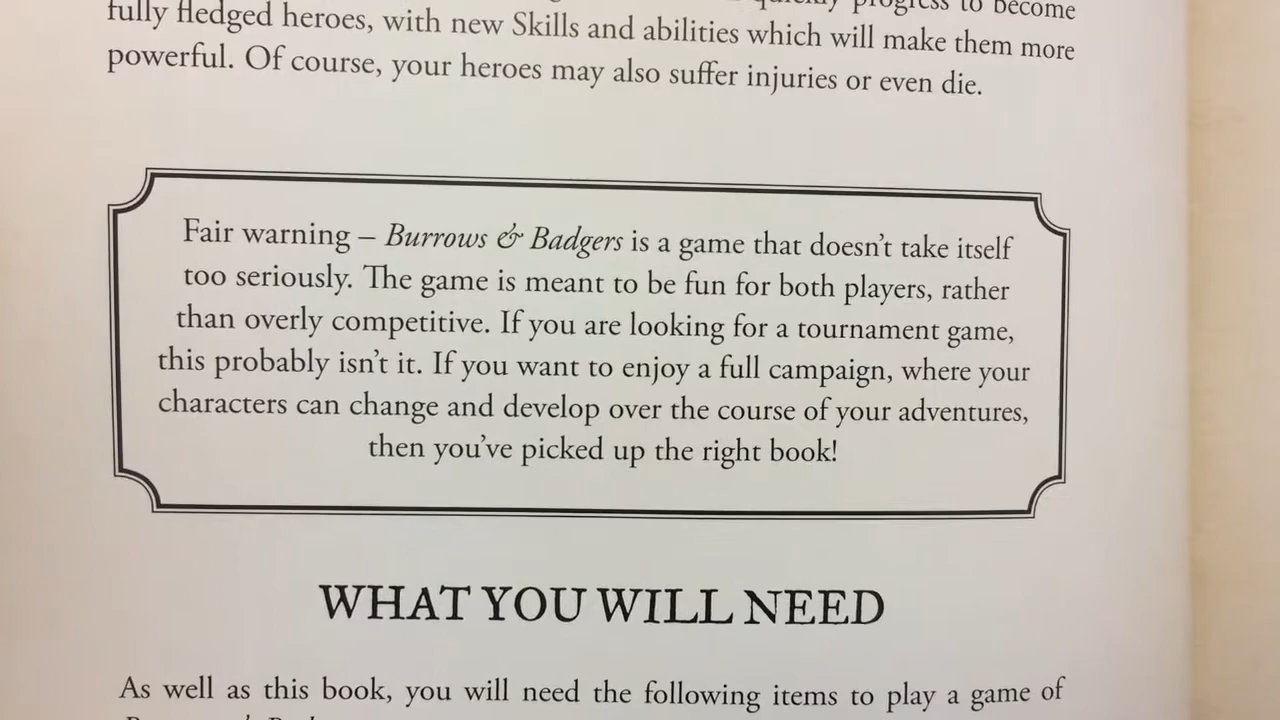 quickly progress to become
fully fledged heroes, with new Skills and abilities which will make them more
powerful. Of course, your heroes may also suffer injuries or even die.
Fair warning – Burrows & Badgers is a game that doesn't take itself
too seriously. The game is meant to be fun for both players, rather
than overly competitive. If you are looking for a tournament game,
this probably isn't it. If you want to enjoy a full campaign, where your
characters can change and develop over the course of your adventures,
then you've picked up the right book!
WHAT YOU WILL NEED
As well as this book, you will need the following items to play a game of